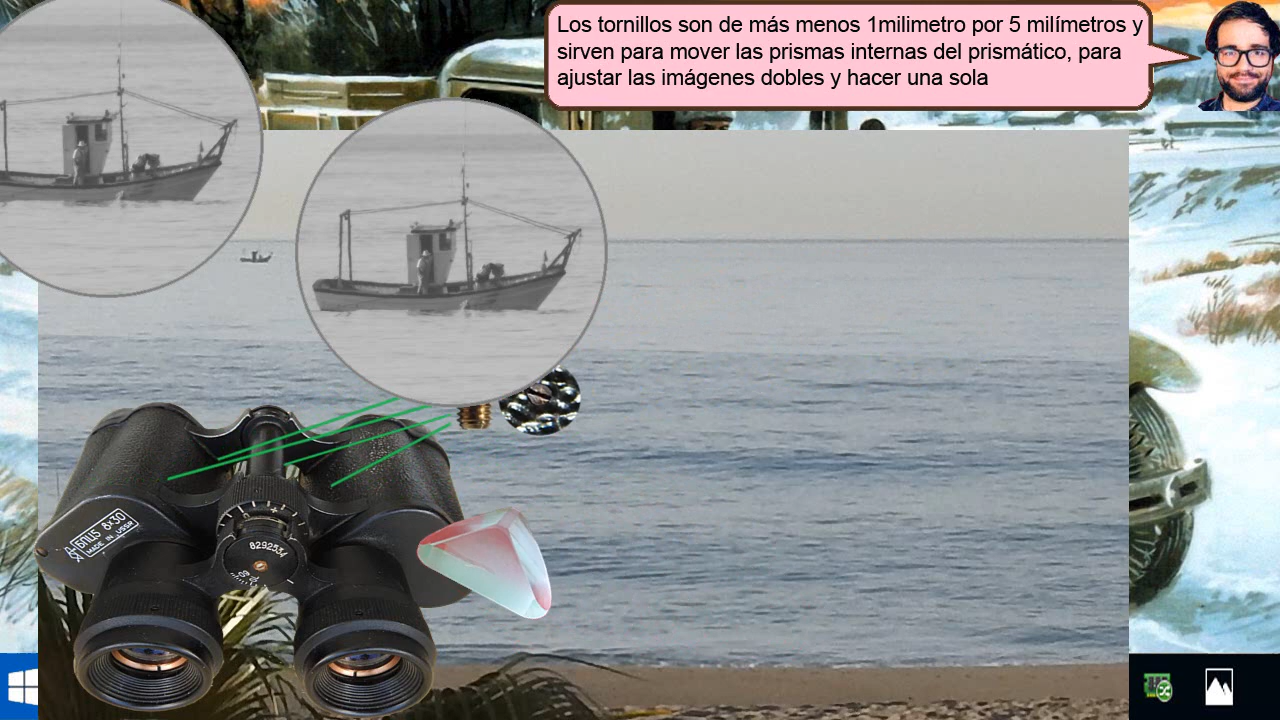 Los tornillos son de más menos 1milimetro por 5 milímetros y
sirven para mover las prismas internas del prismático, para
ajustar las imágenes dobles y hacer una sola
БПЦ 8x30
MADE IN USSR
8292534